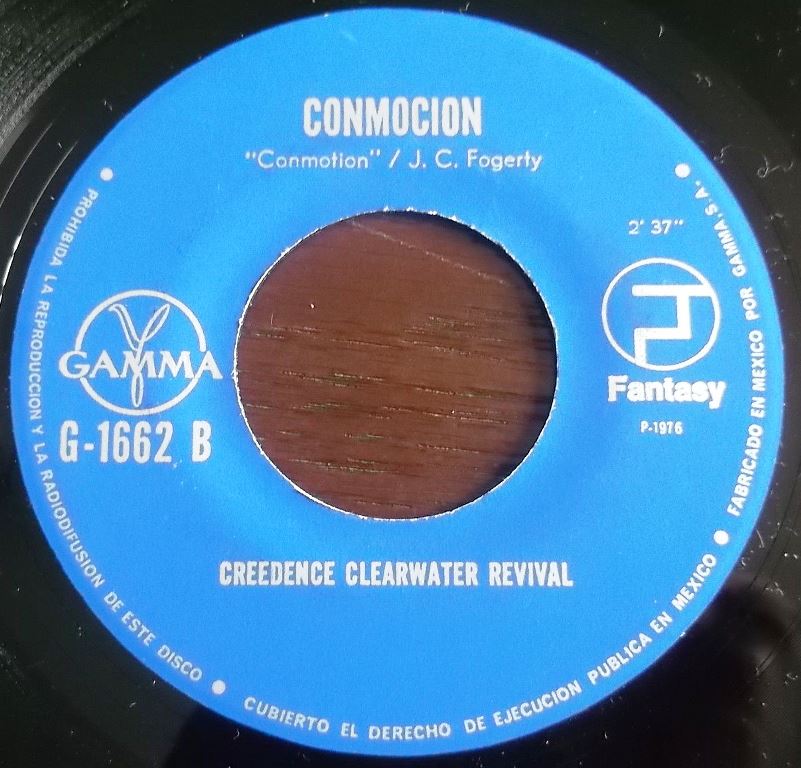 CONMOCION
"Conmotion" / J. C. Fogerty
2' 37"
GAMMA
G-1662 B
Fantasy
P-1976
CREEDENCE CLEARWATER REVIVAL
PROHIBIDA LA REPRODUCCION Y LA RADIODIFUSION DE ESTE DISCO
CUBIERTO EL DERECHO DE EJECUCION PUBLICA EN MEXICO
FABRICADO EN MEXICO POR GAMMA, S. A.